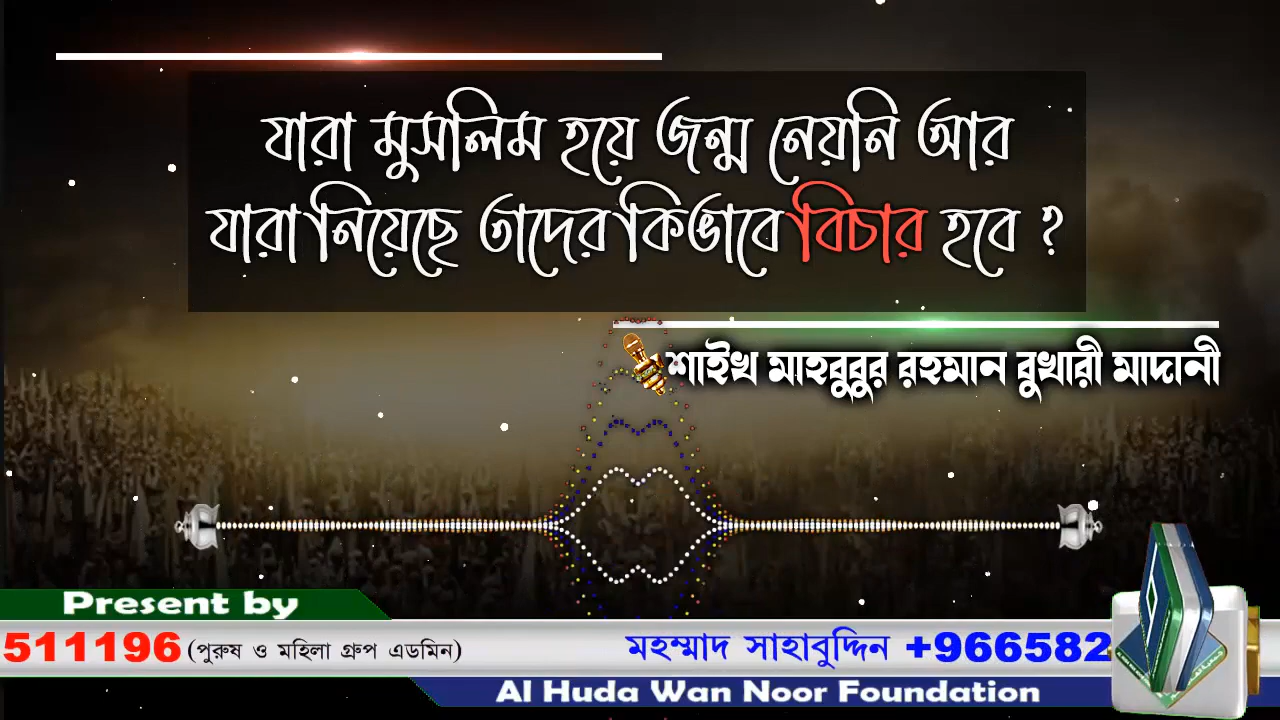 যারা মুসলিম হয়ে জন্ম নেয়নি আর
যারা নিয়েছে তাদের কিভাবে বিচার হবে ?
শাইখ মাহবুবুর রহমান বুখারী মাদানী
Present by
511196 (পুরুষ ও মহিলা গ্রুপ এডমিন) মহম্মাদ সাহাবুদ্দিন +966582
Al Huda Wan Noor Foundation